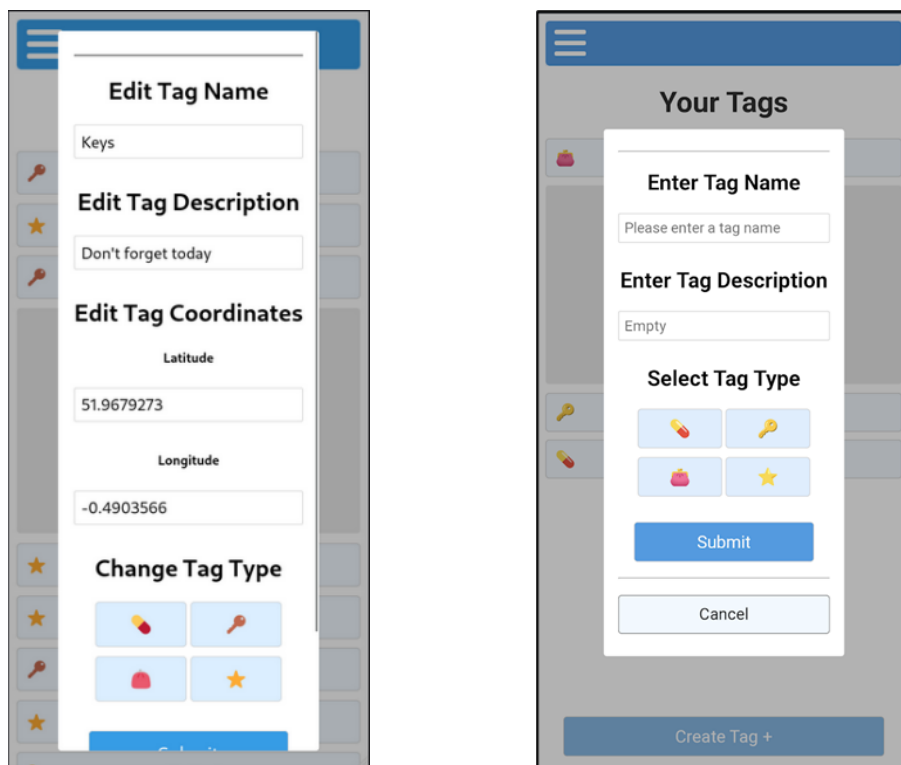 Edit Tag Name
Keys
Edit Tag Description
Don't forget today
Edit Tag Coordinates
Latitude
51.9679273
Longitude
-0.4903566
Change Tag Type
Submit
Your Tags
Enter Tag Name
Please enter a tag name
Enter Tag Description
Empty
Select Tag Type
Submit
Cancel
Create Tag +